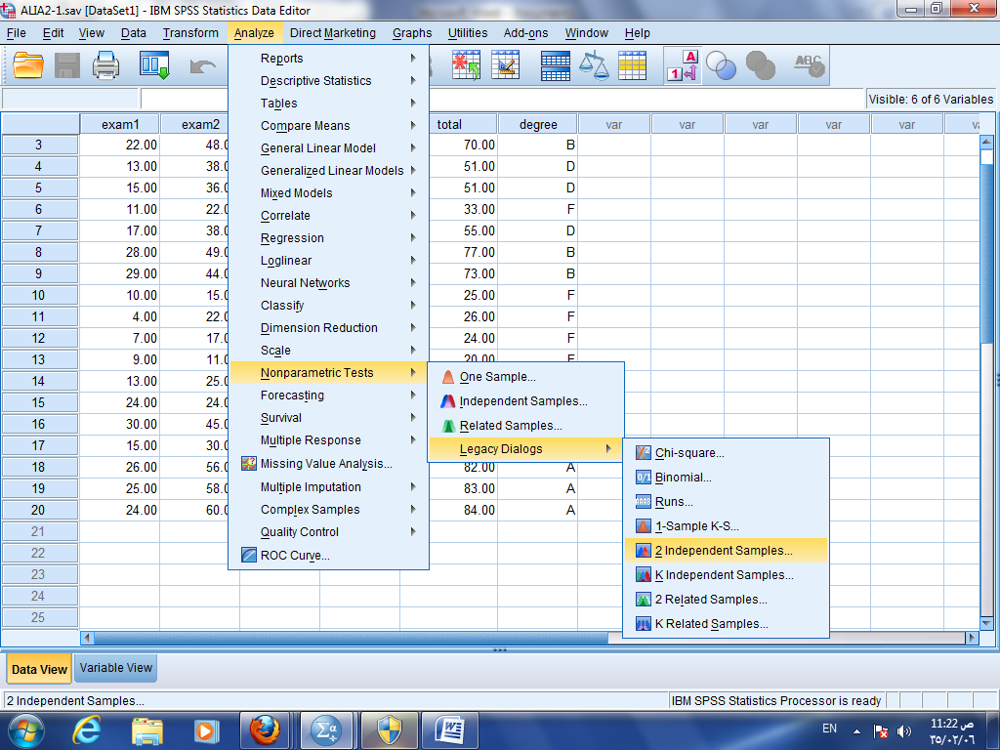 ALIA2-1.sav [DataSet1] - IBM SPSS Statistics Data Editor
File Edit View Data Transform Analyze Direct Marketing Graphs Utilities Add-ons Window Help
Visible: 6 of 6 Variables
exam1 exam2 total degree var var var var var
3 22.00 48.0 70.00 B
4 13.00 38.0 51.00 D
5 15.00 36.0 51.00 D
6 11.00 22.0 33.00 F
7 17.00 38.0 55.00 D
8 28.00 49.0 77.00 B
9 29.00 44.0 73.00 B
10 10.00 15.0 25.00 F
11 4.00 22.0 26.00 F
12 7.00 17.0 24.00 F
13 9.00 11.0 20.00 F
14 13.00 25.0
15 24.00 24.0
16 30.00 45.0
17 15.00 30.0
18 26.00 56.0 82.00 A
19 25.00 58.0 83.00 A
20 24.00 60.0 84.00 A
21
22
23
24
25
Reports
Descriptive Statistics
Tables
Compare Means
General Linear Model
Generalized Linear Models
Mixed Models
Correlate
Regression
Loglinear
Neural Networks
Classify
Dimension Reduction
Scale
Nonparametric Tests
Forecasting
Survival
Multiple Response
Missing Value Analysis...
Multiple Imputation
Complex Samples
Quality Control
ROC Curve...
One Sample...
Independent Samples...
Related Samples...
Legacy Dialogs
Chi-square...
Binomial...
Runs...
1-Sample K-S...
2 Independent Samples...
K Independent Samples...
2 Related Samples...
K Related Samples...
Data View Variable View
2 Independent Samples... IBM SPSS Statistics Processor is ready
EN 11:22 ص
٣٥/٠٢/٠٦